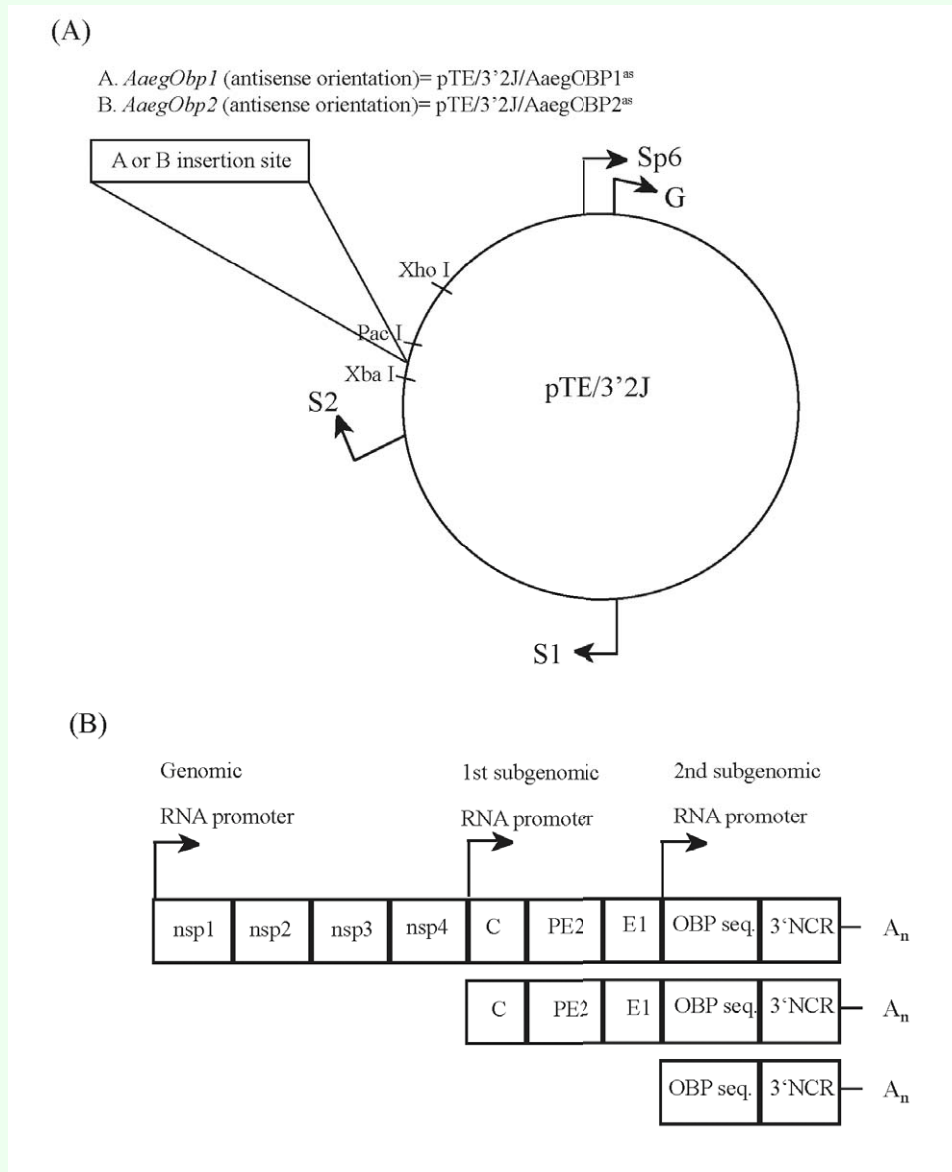 (A)
A. AaegObp1 (antisense orientation)= pTE/3’2J/AaegOBP1ᵃˢ
B. AaegObp2 (antisense orientation)= pTE/3’2J/AaegOBP2ᵃˢ
A or B insertion site
Sp6
G
Xho I
Pac I
Xba I
pTE/3’2J
S2
S1
(B)
Genomic 1st subgenomic 2nd subgenomic
RNA promoter RNA promoter RNA promoter
nsp1 nsp2 nsp3 nsp4 C PE2 E1 OBP seq. 3‘NCR Aₙ
C PE2 E1 OBP seq. 3‘NCR Aₙ
OBP seq. 3‘NCR Aₙ